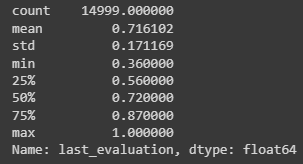 count    14999.000000
mean         0.716102
std          0.171169
min          0.360000
25%          0.560000
50%          0.720000
75%          0.870000
max          1.000000
Name: last_evaluation, dtype: float64